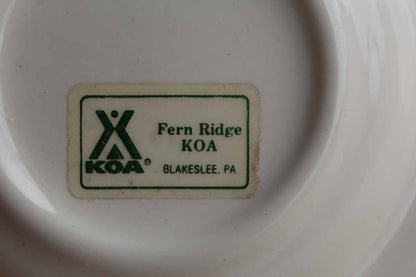 Fern Ridge
KOA
KOA®
BLAKESLEE, PA